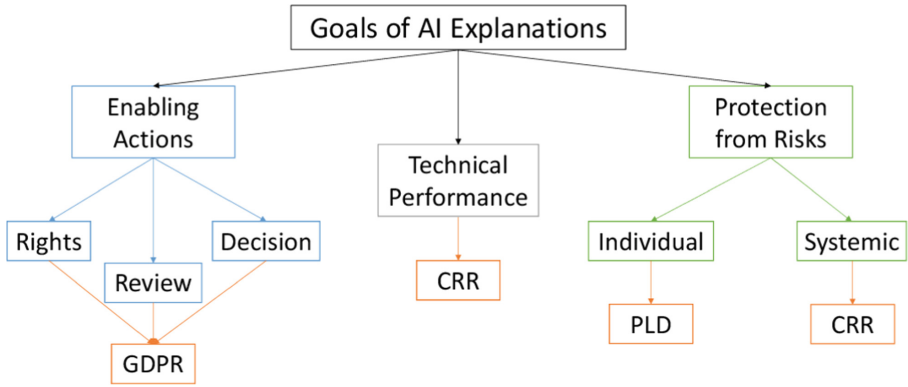 Goals of AI Explanations
Enabling
Actions
Technical
Performance
Protection
from Risks
Rights
Review
Decision
Individual
Systemic
GDPR
CRR
PLD
CRR